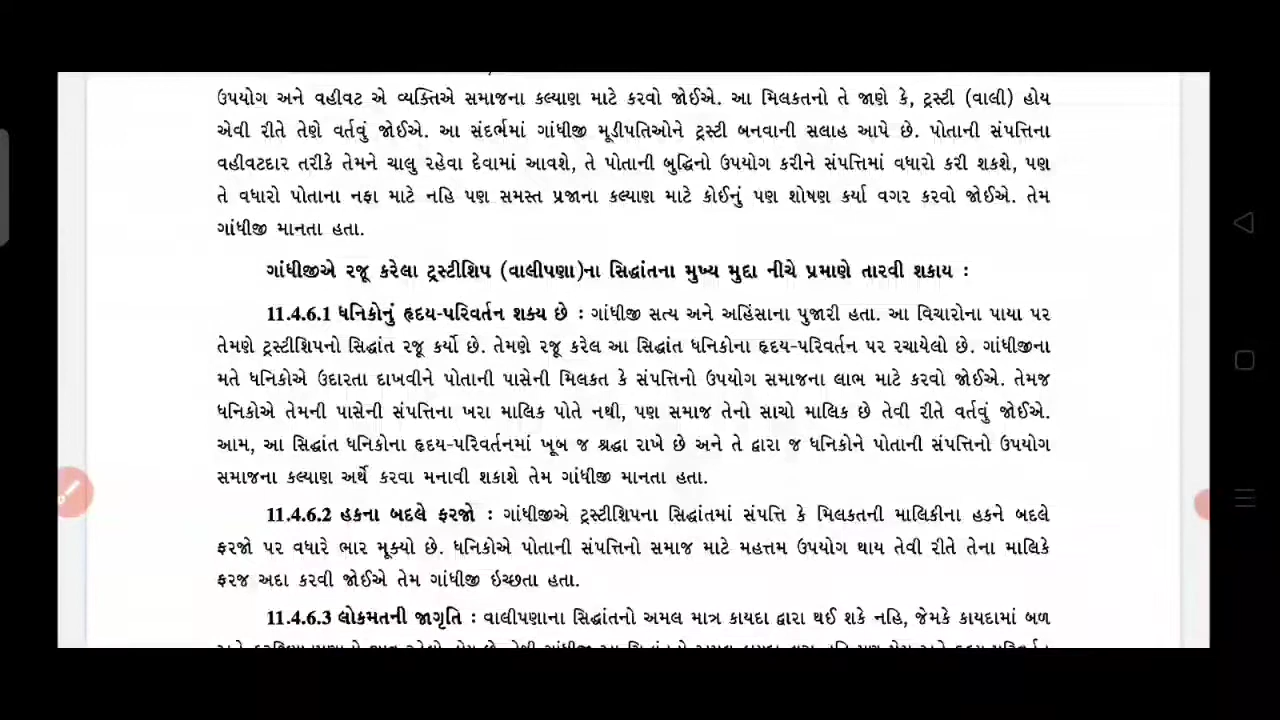 ઉપયોગ અને વહીવટ એ વ્યક્તિએ સમાજના કલ્યાણ માટે કરવો જોઈએ. આ મિલકતનો તે જાણે કે, ટ્રસ્ટી (વાલી) હોય
એવી રીતે તેણે વર્તવું જોઈએ. આ સંદર્ભમાં ગાંધીજી મૂડીપતિઓને ટ્રસ્ટી બનવાની સલાહ આપે છે. પોતાની સંપત્તિના
વહીવટદાર તરીકે તેમને ચાલુ રહેવા દેવામાં આવશે, તે પોતાની બુદ્ધિનો ઉપયોગ કરીને સંપત્તિમાં વધારો કરી શકશે, પણ
તે વધારો પોતાના નફા માટે નહિ પણ સમસ્ત પ્રજાના કલ્યાણ માટે કોઈનું પણ શોષણ કર્યા વગર કરવો જોઈએ. તેમ
ગાંધીજી માનતા હતા.
ગાંધીજીએ રજૂ કરેલા ટ્રસ્ટીશિપ (વાલીપણા)ના સિદ્ધાંતના મુખ્ય મુદ્દા નીચે પ્રમાણે તારવી શકાય :
11.4.6.1 ધનિકોનું હૃદય-પરિવર્તન શક્ય છે : ગાંધીજી સત્ય અને અહિંસાના પુજારી હતા. આ વિચારોના પાયા પર
તેમણે ટ્રસ્ટીશિપનો સિદ્ધાંત રજૂ કર્યો છે. તેમણે રજૂ કરેલ આ સિદ્ધાંત ધનિકોના હૃદય-પરિવર્તન પર રચાયેલો છે. ગાંધીજીના
મતે ધનિકોએ ઉદારતા દાખવીને પોતાની પાસેની મિલકત કે સંપત્તિનો ઉપયોગ સમાજના લાભ માટે કરવો જોઈએ. તેમજ
ધનિકોએ તેમની પાસેની સંપત્તિના ખરા માલિક પોતે નથી, પણ સમાજ તેનો સાચો માલિક છે તેવી રીતે વર્તવું જોઈએ.
આમ, આ સિદ્ધાંત ધનિકોના હૃદય-પરિવર્તનમાં ખૂબ જ શ્રદ્ધા રાખે છે અને તે દ્વારા જ ધનિકોને પોતાની સંપત્તિનો ઉપયોગ
સમાજના કલ્યાણ અર્થે કરવા મનાવી શકાશે તેમ ગાંધીજી માનતા હતા.
11.4.6.2 હકના બદલે ફરજો : ગાંધીજીએ ટ્રસ્ટીશિપના સિદ્ધાંતમાં સંપત્તિ કે મિલકતની માલિકીના હકને બદલે
ફરજો પર વધારે ભાર મૂક્યો છે. ધનિકોએ પોતાની સંપત્તિનો સમાજ માટે મહત્તમ ઉપયોગ થાય તેવી રીતે તેના માલિકે
ફરજ અદા કરવી જોઈએ તેમ ગાંધીજી ઇચ્છતા હતા.
11.4.6.3 લોકમતની જાગૃતિ : વાલીપણાના સિદ્ધાંતનો અમલ માત્ર કાયદા દ્વારા થઈ શકે નહિ, જેમકે કાયદામાં બળ